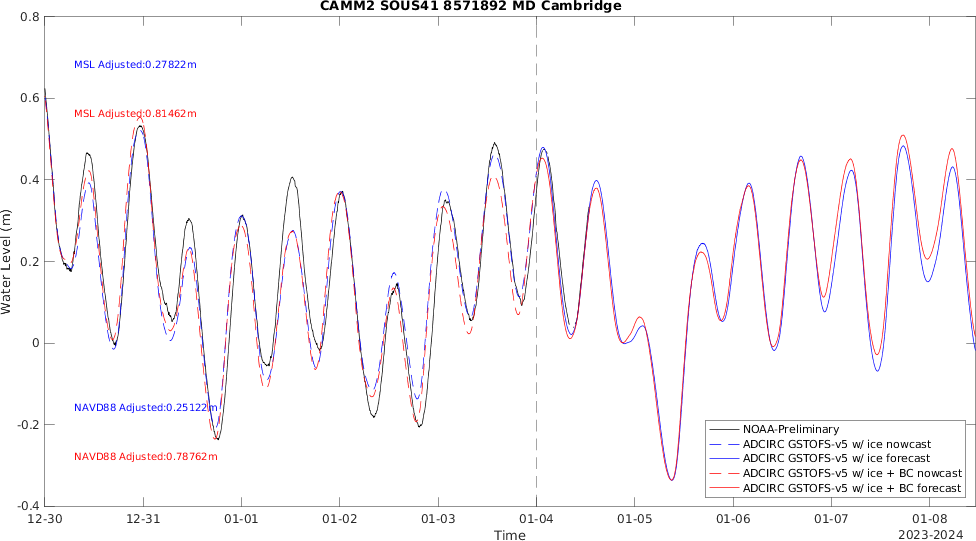 CAMM2 SOUS41 8571892 MD Cambridge
0.8
0.6
0.4
0.2
0
-0.2
-0.4
Water Level (m)
MSL Adjusted:0.27822m
MSL Adjusted:0.81462m
NAVD88 Adjusted:0.25122m
NAVD88 Adjusted:0.78762m
NOAA-Preliminary
ADCIRC GSTOFS-v5 w/ ice nowcast
ADCIRC GSTOFS-v5 w/ ice forecast
ADCIRC GSTOFS-v5 w/ ice + BC nowcast
ADCIRC GSTOFS-v5 w/ ice + BC forecast
12-30 12-31 01-01 01-02 01-03 01-04 01-05 01-06 01-07 01-08
Time
2023-2024